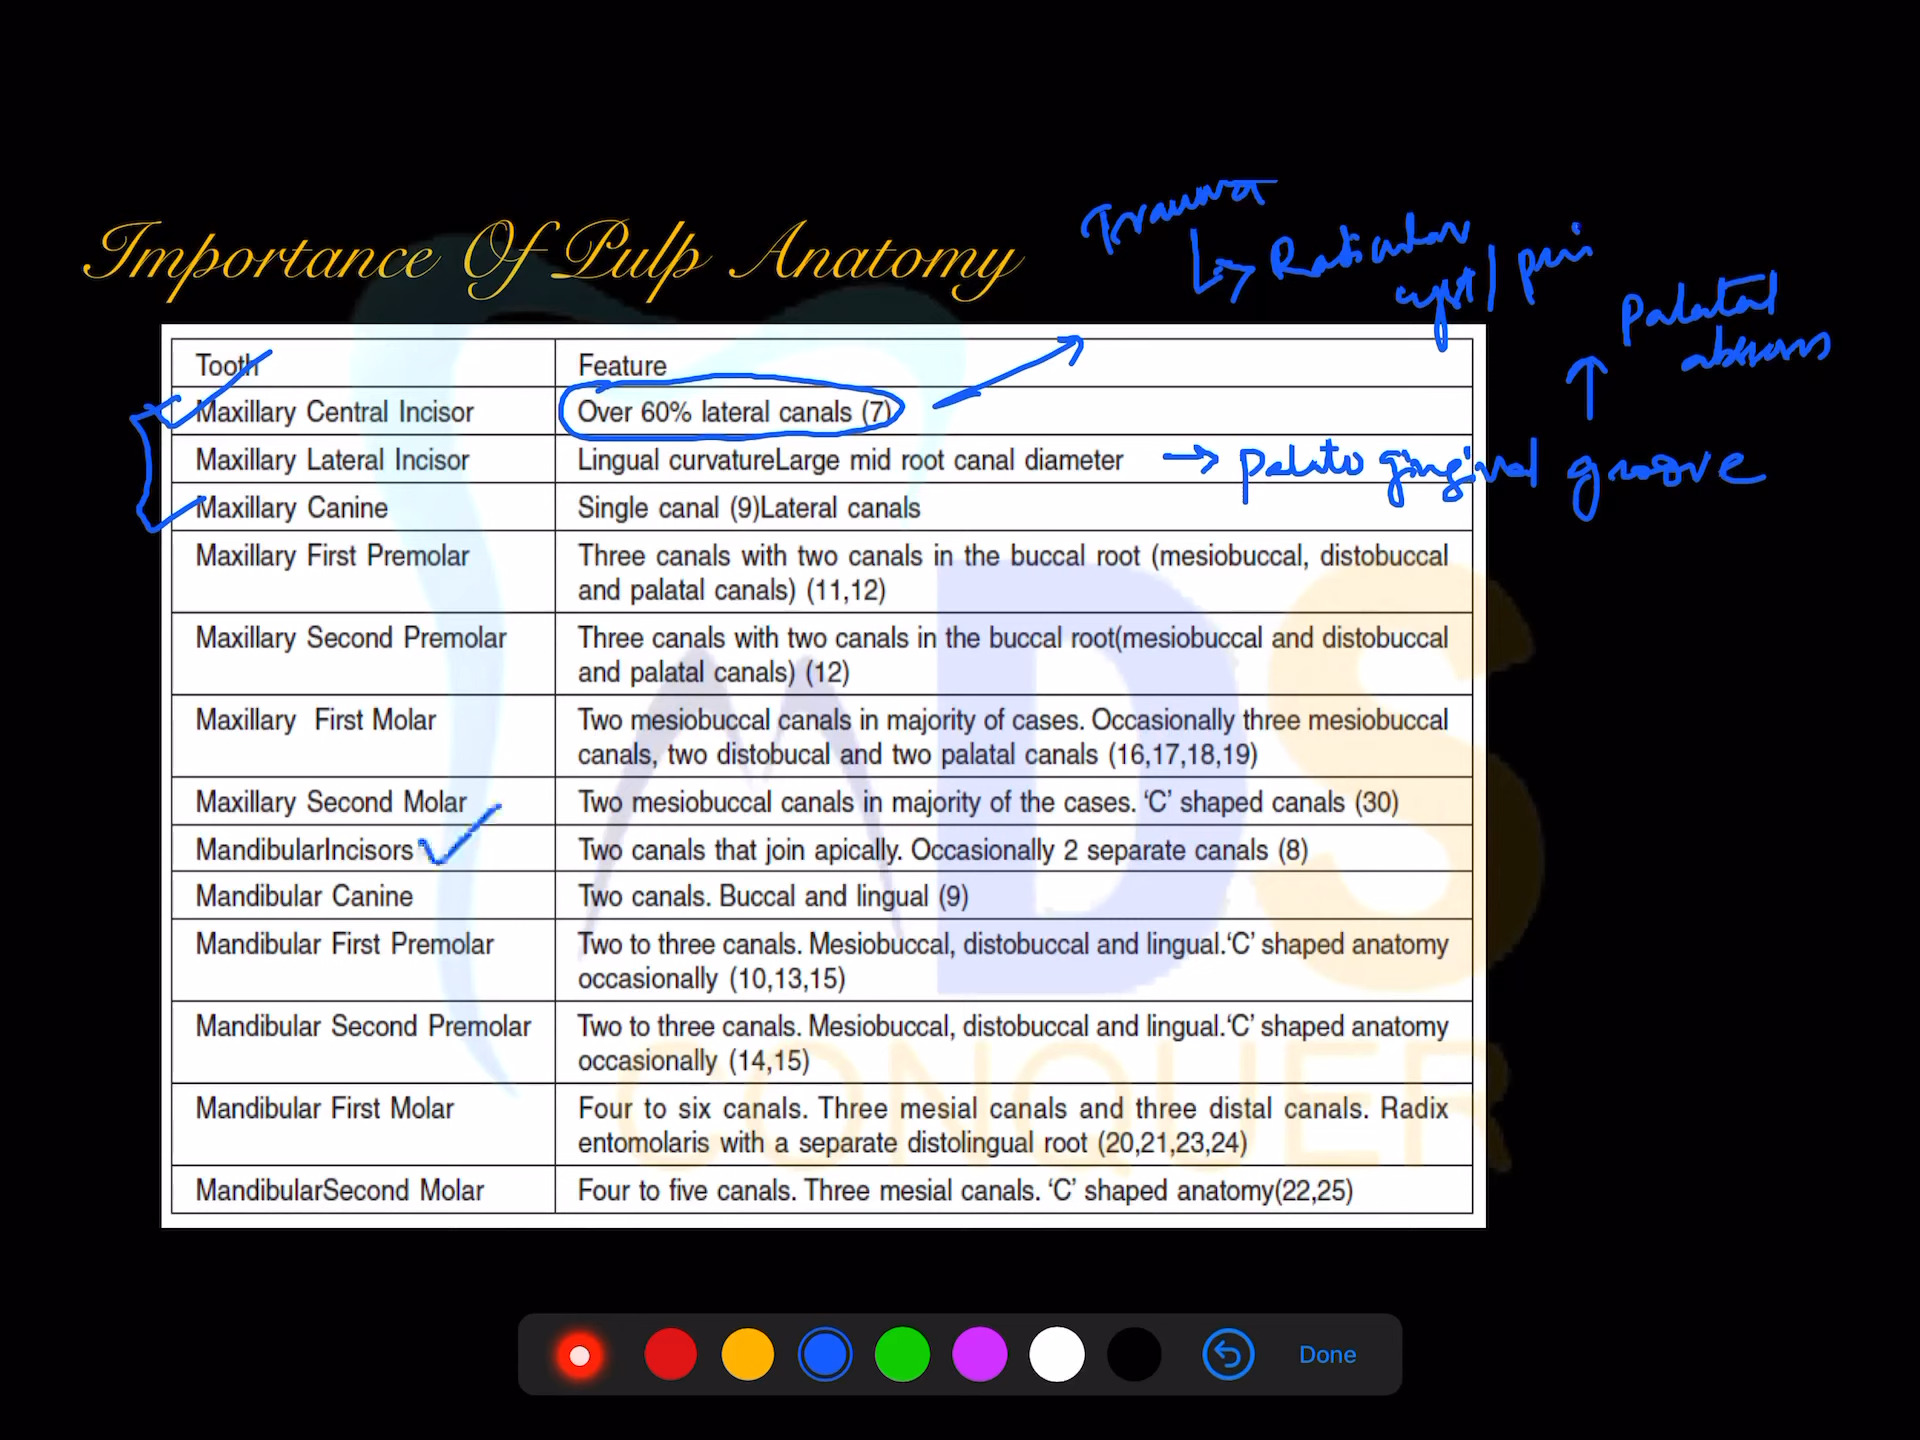 Importance Of Pulp Anatomy
Trauma
Radicular
cyst / peri
Palatal
abscess
Tooth Feature
Maxillary Central Incisor Over 60% lateral canals (7)
Maxillary Lateral Incisor Lingual curvatureLarge mid root canal diameter → palato gingival groove
Maxillary Canine Single canal (9)Lateral canals
Maxillary First Premolar Three canals with two canals in the buccal root (mesiobuccal, distobuccal
and palatal canals) (11,12)
Maxillary Second Premolar Three canals with two canals in the buccal root(mesiobuccal and distobuccal
and palatal canals) (12)
Maxillary First Molar Two mesiobuccal canals in majority of cases. Occasionally three mesiobuccal
canals, two distobucal and two palatal canals (16,17,18,19)
Maxillary Second Molar Two mesiobuccal canals in majority of the cases. ‘C’ shaped canals (30)
MandibularIncisors Two canals that join apically. Occasionally 2 separate canals (8)
Mandibular Canine Two canals. Buccal and lingual (9)
Mandibular First Premolar Two to three canals. Mesiobuccal, distobuccal and lingual.‘C’ shaped anatomy
occasionally (10,13,15)
Mandibular Second Premolar Two to three canals. Mesiobuccal, distobuccal and lingual.‘C’ shaped anatomy
occasionally (14,15)
Mandibular First Molar Four to six canals. Three mesial canals and three distal canals. Radix
entomolaris with a separate distolingual root (20,21,23,24)
MandibularSecond Molar Four to five canals. Three mesial canals. ‘C’ shaped anatomy(22,25)
MDS
CONQUER
Done